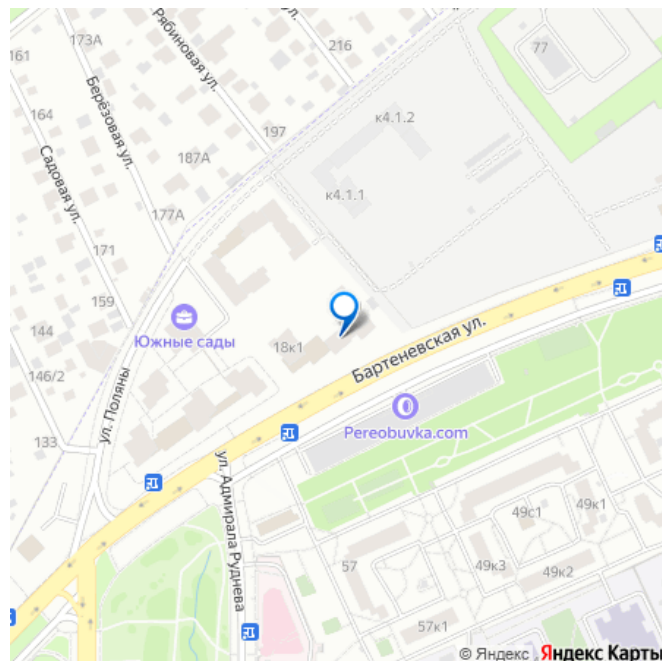 173А
161
Рябиновая ул.
216
77
Берёзовая ул.
164
197
к4.1.2
Садовая ул.
187А
к4.1.1
177А
171
159
Южные сады
144
18к1
Бартеневская ул.
146/2
ул. Поляны
Pereobuvka.com
133
ул. Адмирала Руднева
49с1
49к1
57
49к3
49к2
57к1
© Яндекс Яндекс Карты